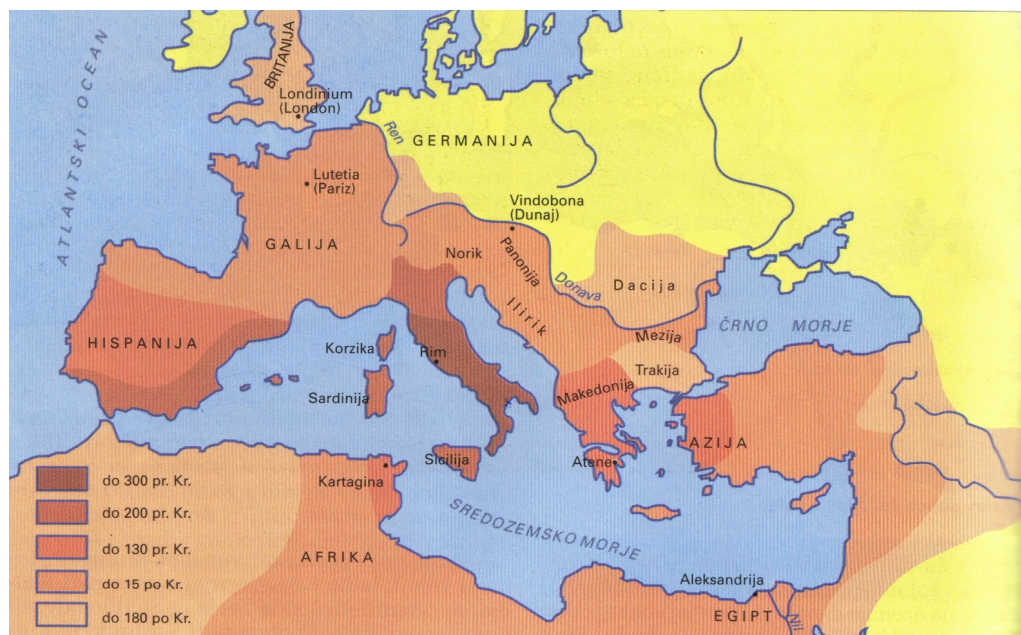 ATLANTSKI OCEAN
BRITANIJA
Londinium
(London)
Ren
GERMANIJA
Lutetia
(Pariz)
Vindobona
(Dunaj)
GALIJA
Norik
Panonija
Donava
Dacija
Ilirik
ČRNO MORJE
HISPANIJA
Korzika
Rim
Mezija
Trakija
Makedonija
Sardinija
AZIJA
Sicilija
Atene
Kartagina
SREDOZEMSKO MORJE
AFRIKA
Aleksandrija
EGIPT
Nil
do 300 pr. Kr.
do 200 pr. Kr.
do 130 pr. Kr.
do 15 po Kr.
do 180 po Kr.